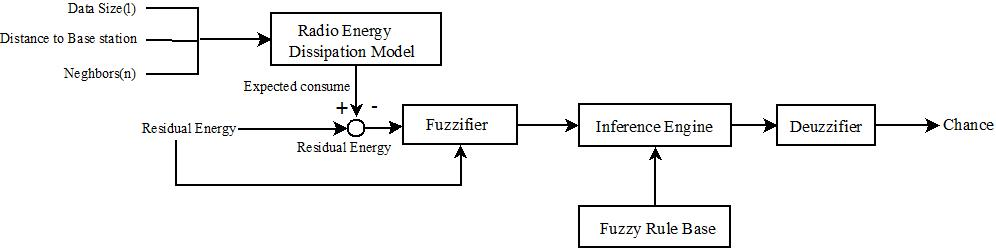 Data Size(l)
Distance to Base station
Neghbors(n)
Radio Energy
Dissipation Model
Expected consume
+ -
Residual Energy
Residual Energy
Fuzzifier
Inference Engine
Deuzzifier
Chance
Fuzzy Rule Base